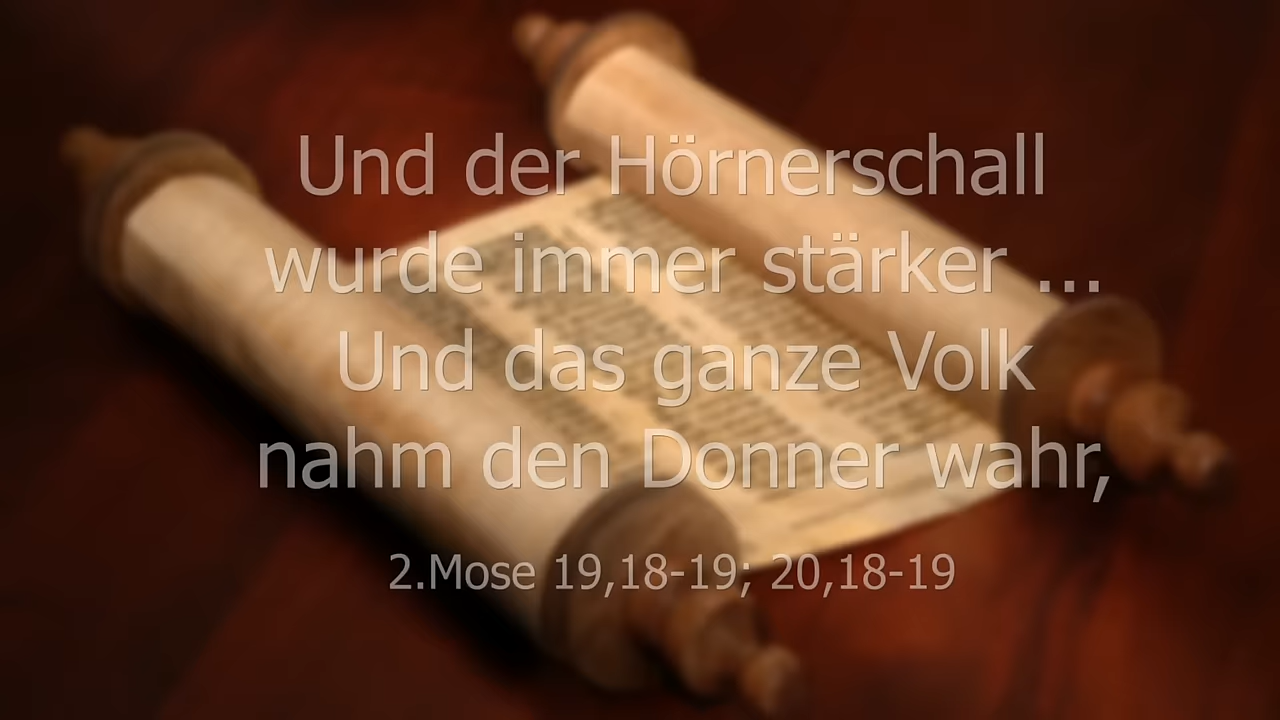 Und der Hörnerschall
wurde immer stärker ...
Und das ganze Volk
nahm den Donner wahr,
2.Mose 19,18-19; 20,18-19